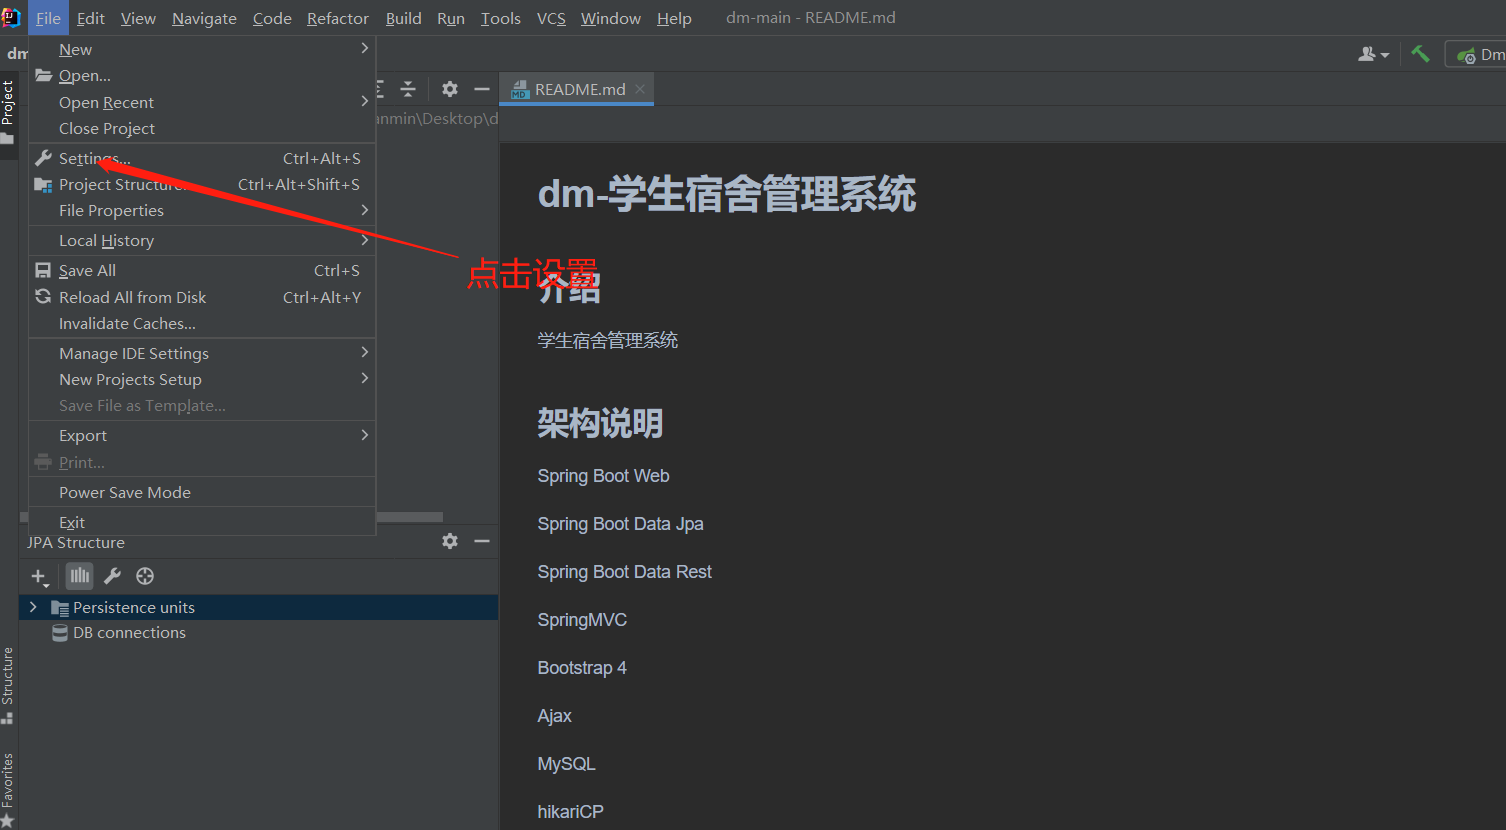 File Edit View Navigate Code Refactor Build Run Tools VCS Window Help dm-main - README.md
dm
Dm
New
Open...
Open Recent
Close Project
Settings... Ctrl+Alt+S
Project Structure... Ctrl+Alt+Shift+S
File Properties
Local History
Save All Ctrl+S
Reload All from Disk Ctrl+Alt+Y
Invalidate Caches...
Manage IDE Settings
New Projects Setup
Save File as Template...
Export
Print...
Power Save Mode
Exit
Project
README.md
anmin\Desktop\d
点击设置
dm-学生宿舍管理系统
介绍
学生宿舍管理系统
架构说明
Spring Boot Web
Spring Boot Data Jpa
Spring Boot Data Rest
SpringMVC
Bootstrap 4
Ajax
MySQL
hikariCP
JPA Structure
Persistence units
DB connections
Structure
Favorites